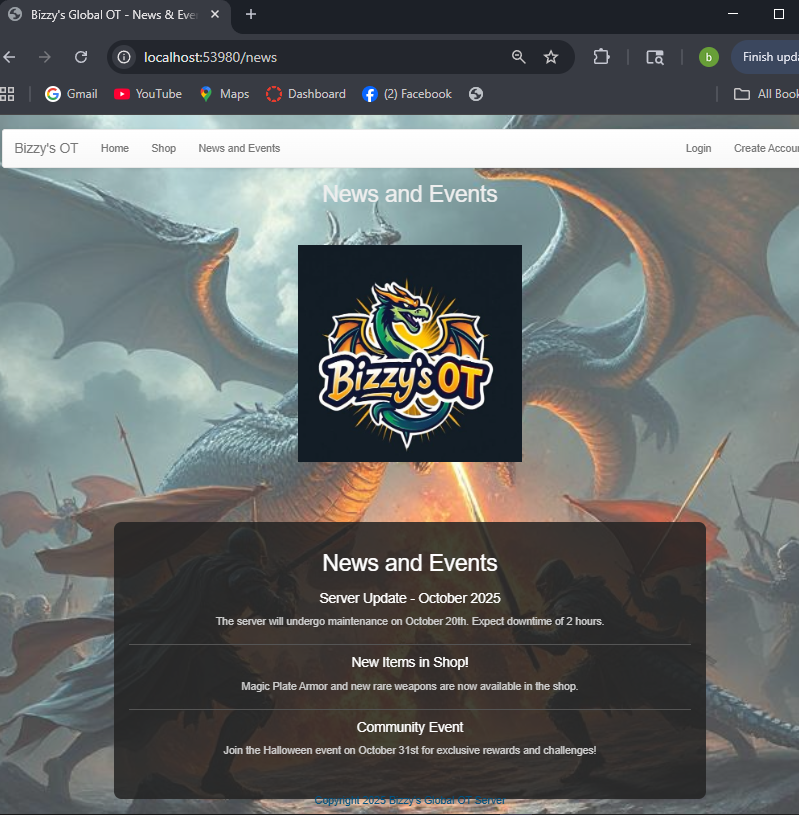 Bizzy's Global OT - News & Eve
localhost:53980/news
b
Finish upda
Gmail
YouTube
Maps
Dashboard
(2) Facebook
All Book
Bizzy's OT
Home
Shop
News and Events
Login
Create Accoun
News and Events
Bizzy's OT
News and Events
Server Update - October 2025
The server will undergo maintenance on October 20th. Expect downtime of 2 hours.
New Items in Shop!
Magic Plate Armor and new rare weapons are now available in the shop.
Community Event
Join the Halloween event on October 31st for exclusive rewards and challenges!
Copyright 2025 Bizzy's Global OT Server